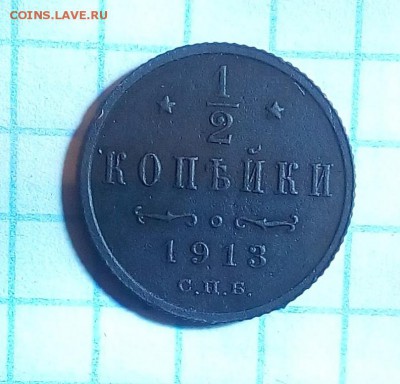 COINS.LAVE.RU
1/2
КОПѢЙКИ
1913
С.П.Б.